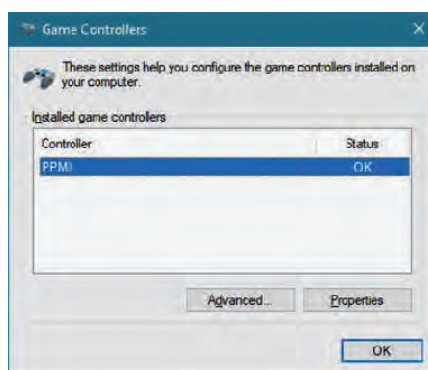 Game Controllers
These settings help you configure the game controllers installed on
your computer.
Installed game controllers
Controller Status
OK
Advanced... Properties
OK